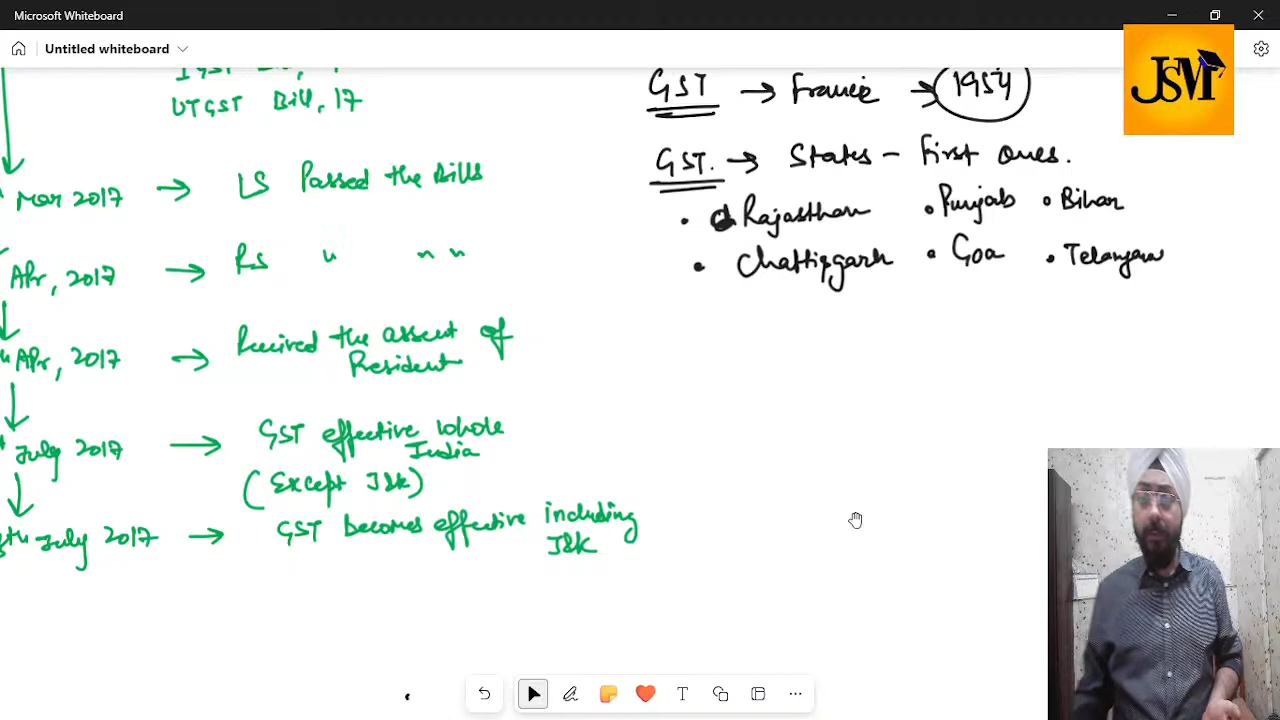 Microsoft Whiteboard
Untitled whiteboard
JSM
UTGST Bill, 17
Mar 2017 → LS Passed the Bills
Apr, 2017 → RS " " "
Apr, 2017 → Received the assent of
President
July 2017 → GST effective whole
India
(Except J&K)
July 2017 → GST becomes effective including
J&K
GST → France → 1954
GST. → States - First ones.
• Rajasthan • Punjab • Bihar
• Chattisgarh • Goa • Telangana